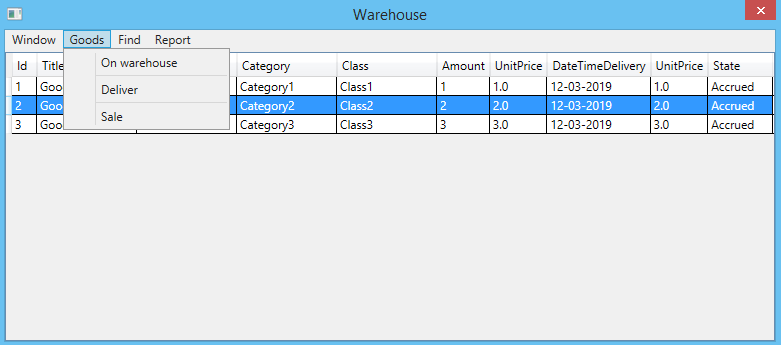 Warehouse
Window Goods Find Report
Id Title Category Class Amount UnitPrice DateTimeDelivery UnitPrice State
On warehouse
1 Goo Category1 Class1 1 1.0 12-03-2019 1.0 Accrued
Deliver
2 Goo Category2 Class2 2 2.0 12-03-2019 2.0 Accrued
Sale
3 Goo Category3 Class3 3 3.0 12-03-2019 3.0 Accrued